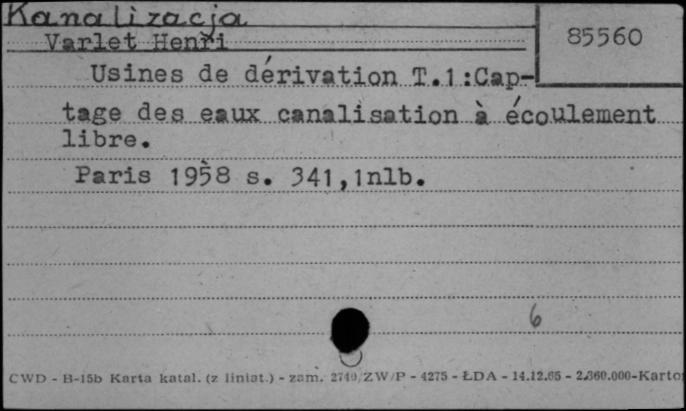 Kanalizacja
Varlet Henri
85560
Usines de dérivation T.1:Cap-
tage des eaux canalisation à écoulement
libre.
Paris 1958 s. 341,1nlb.
6
CWD - B-15b Karta katal. (z liniat.) - zam. 2749/ZW/P - 4275 - ŁDA - 14.12.65 - 2.360.000-Karto